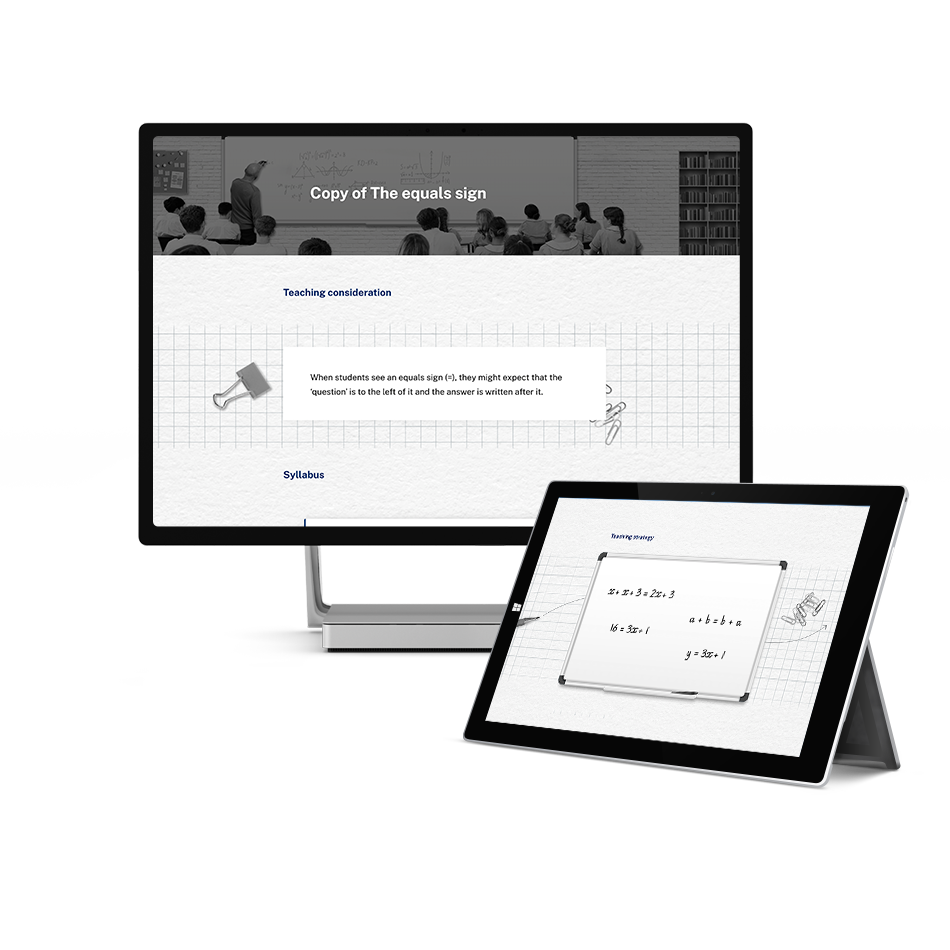 Copy of The equals sign
Teaching consideration
When students see an equals sign (=), they might expect that the
‘question’ is to the left of it and the answer is written after it.
Syllabus
Teaching strategy
x + x + 3 = 2x + 3
a + b = b + a
16 = 3x + 1
y = 3x + 1